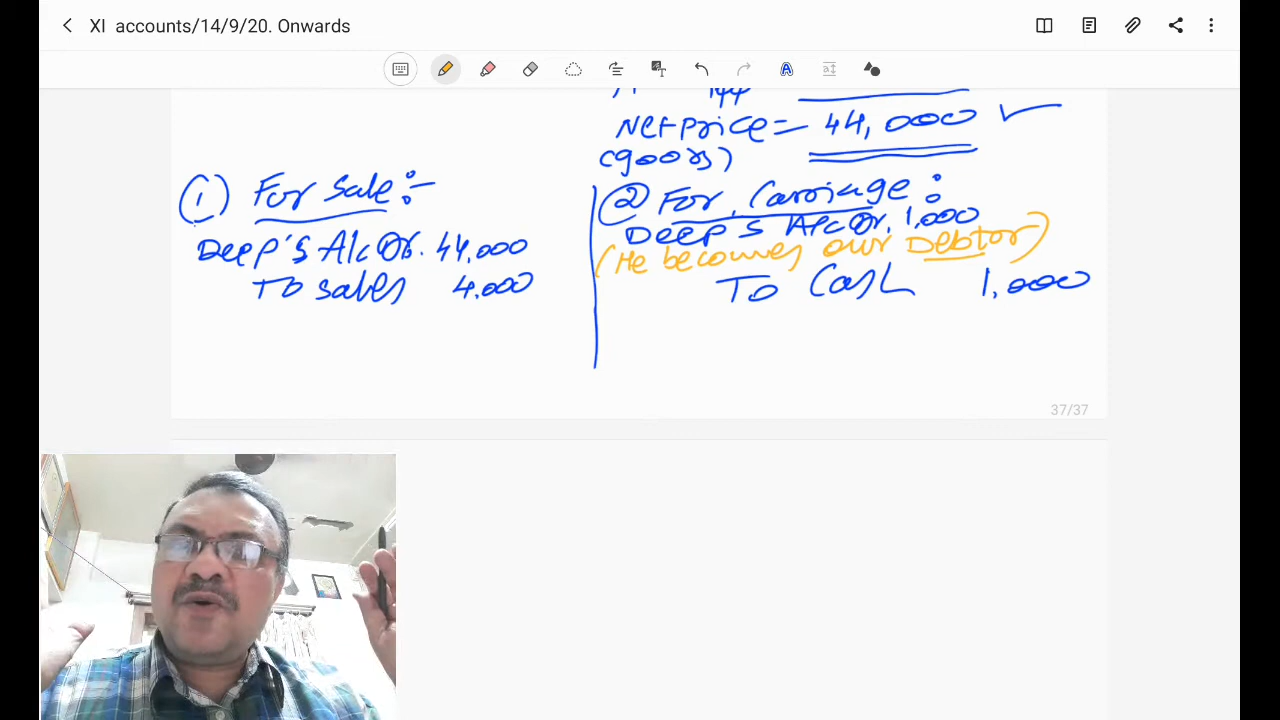 XI accounts/14/9/20. Onwards
Net Price = 44,000
(goods)
(1) For Sale :-
Deep's A/c Dr. 44,000
To sales 4,000
(2) For Carriage :
Deep's A/c Dr. 1,000
(He becomes our Debtor)
To Cash 1,000
37/37